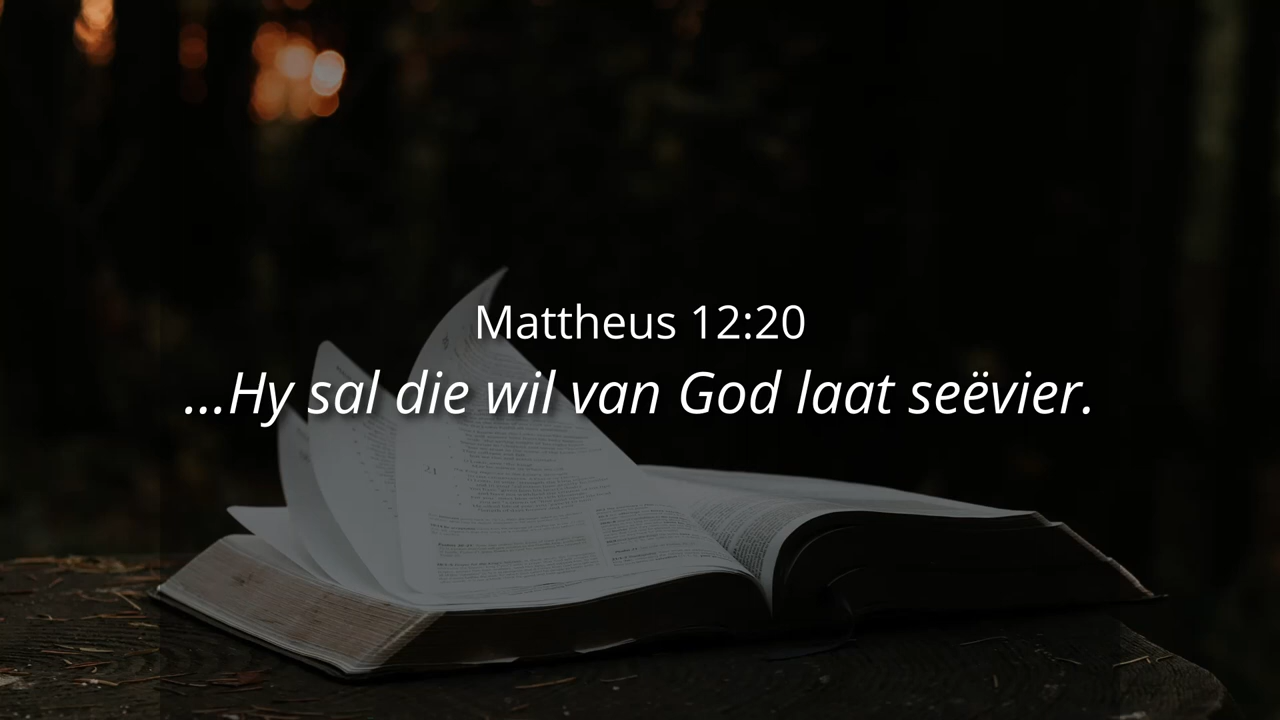 Mattheus 12:20
...Hy sal die wil van God laat seëvier.